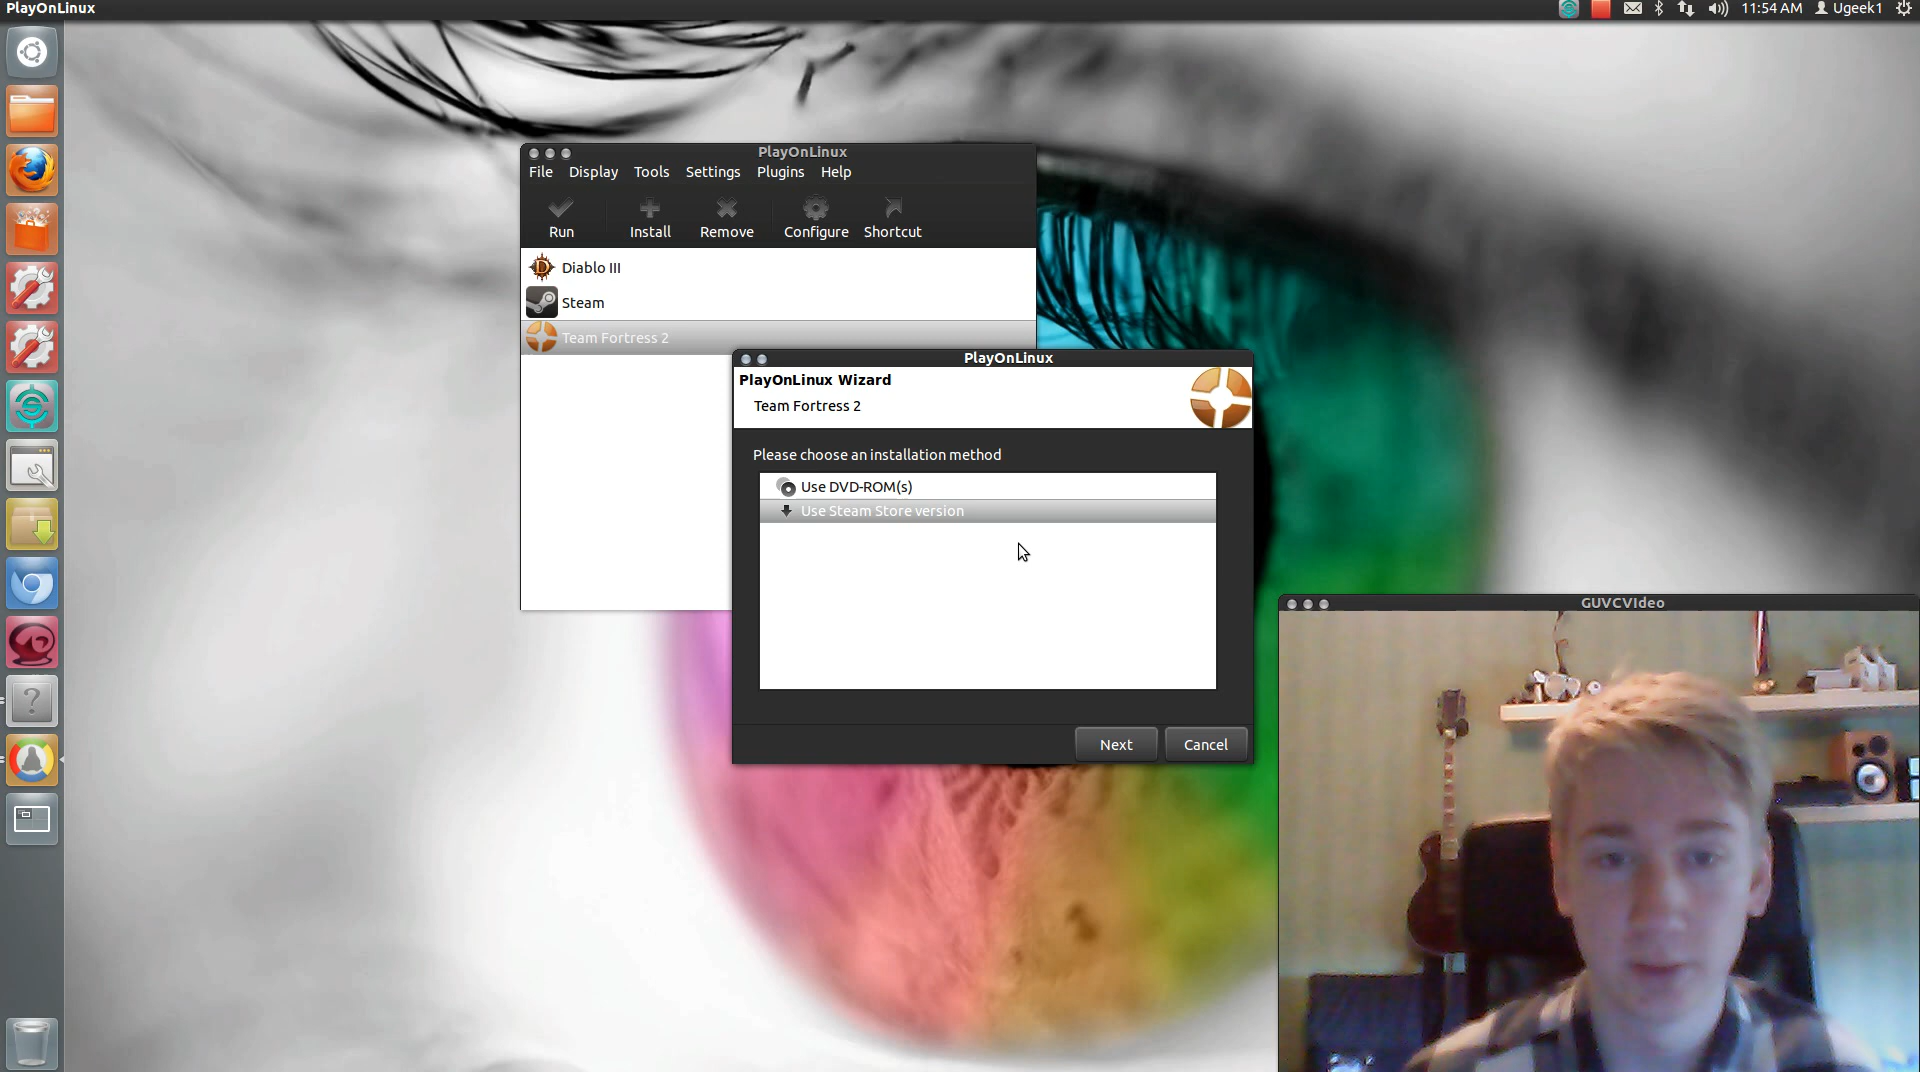 PlayOnLinux
11:54 AM Ugeek1
PlayOnLinux
File Display Tools Settings Plugins Help
Run Install Remove Configure Shortcut
Diablo III
Steam
Team Fortress 2
PlayOnLinux
PlayOnLinux Wizard
Team Fortress 2
Please choose an installation method
Use DVD-ROM(s)
Use Steam Store version
Next Cancel
GUVCVIdeo